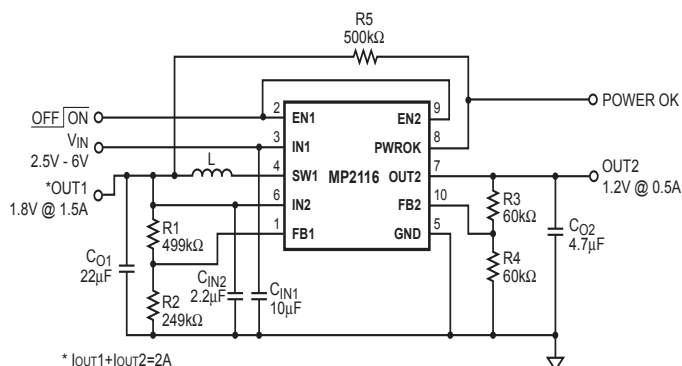 R5
500kΩ
OFF ON
2
EN1
EN2
9
POWER OK
VIN
2.5V - 6V
3
IN1
PWROK
8
L
4
SW1
MP2116
OUT2
7
OUT2
1.2V @ 0.5A
*OUT1
1.8V @ 1.5A
6
IN2
FB2
10
R3
60kΩ
R1
499kΩ
1
FB1
GND
5
CO2
4.7µF
CO1
22µF
CIN2
2.2µF
CIN1
10µF
R4
60kΩ
R2
249kΩ
* IOUT1+IOUT2=2A